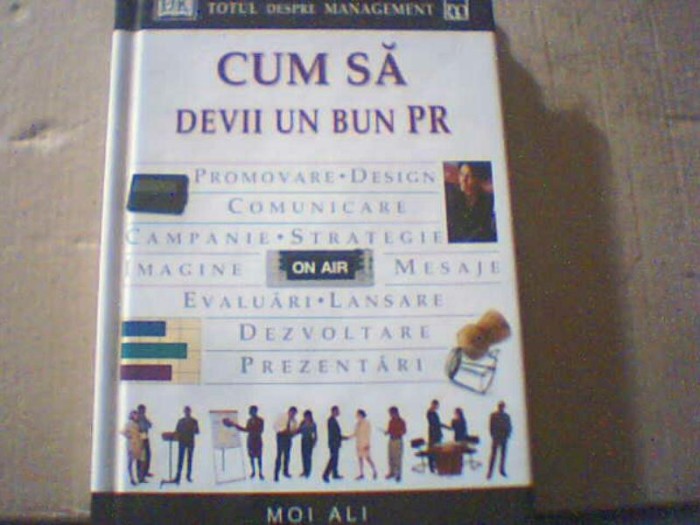 DK TOTUL DESPRE MANAGEMENT
CUM SĂ
DEVII UN BUN PR
PROMOVARE • DESIGN
COMUNICARE
CAMPANIE • STRATEGIE
IMAGINE ON AIR MESAJE
EVALUĂRI • LANSARE
DEZVOLTARE
PREZENTĂRI
MOI ALI